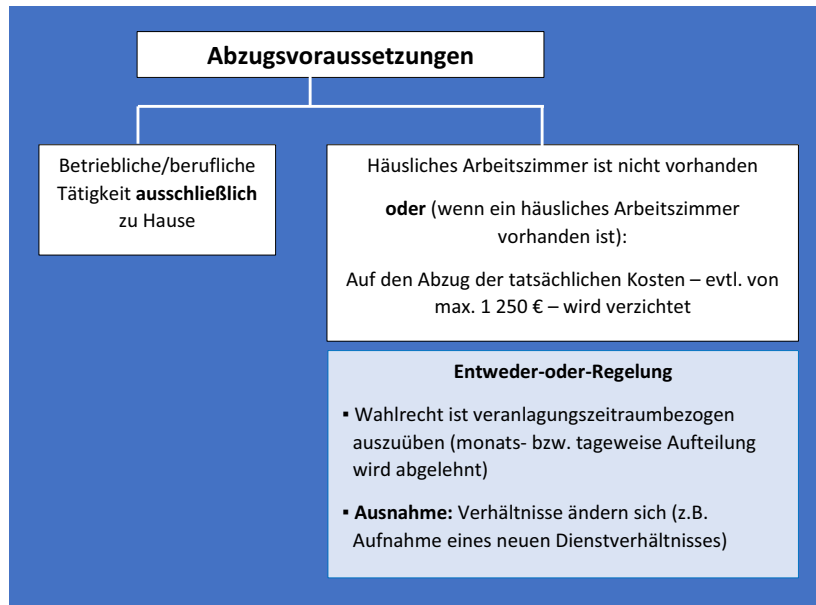 Abzugsvoraussetzungen
Betriebliche/berufliche
Tätigkeit ausschließlich
zu Hause
Häusliches Arbeitszimmer ist nicht vorhanden
oder (wenn ein häusliches Arbeitszimmer
vorhanden ist):
Auf den Abzug der tatsächlichen Kosten – evtl. von
max. 1 250 € – wird verzichtet
Entweder-oder-Regelung
▪ Wahlrecht ist veranlagungszeitraumbezogen
auszuüben (monats- bzw. tageweise Aufteilung
wird abgelehnt)
▪ Ausnahme: Verhältnisse ändern sich (z.B.
Aufnahme eines neuen Dienstverhältnisses)